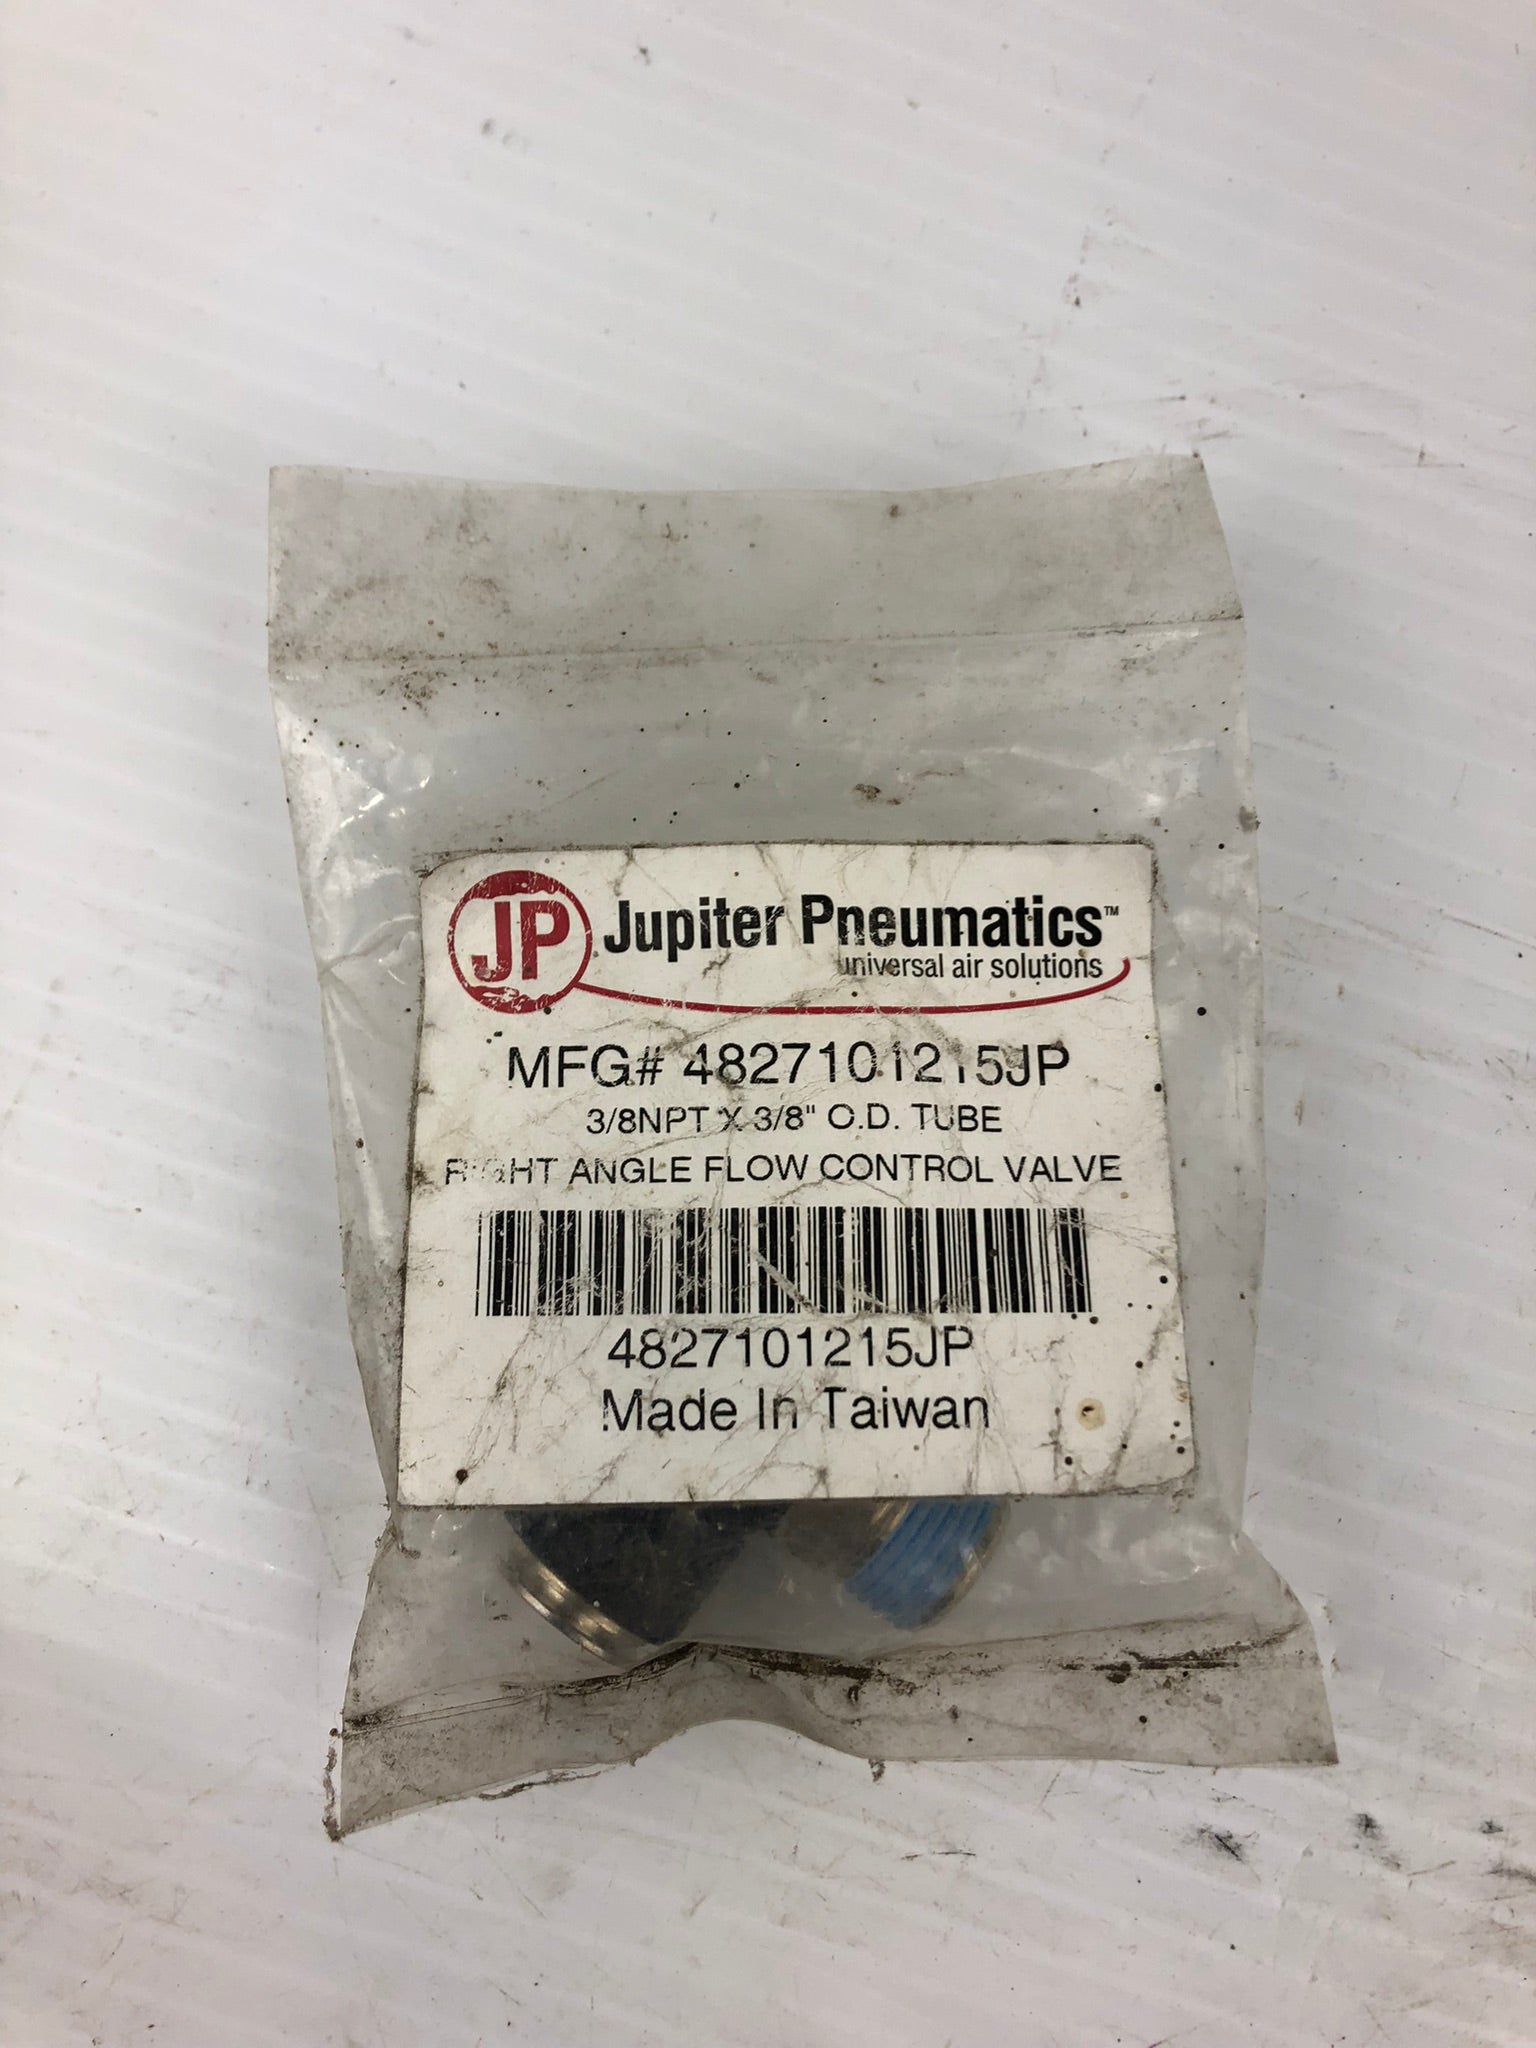 JP Jupiter Pneumatics™
universal air solutions
MFG# 4827101215JP
3/8NPT X 3/8" O.D. TUBE
RIGHT ANGLE FLOW CONTROL VALVE
4827101215JP
Made In Taiwan